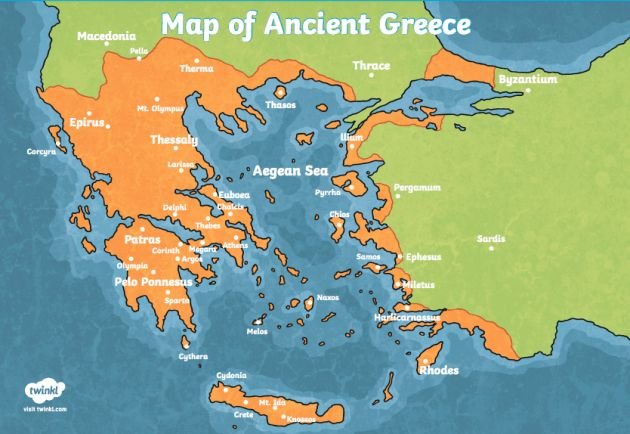 Map of Ancient Greece
Macedonia
Pella
Therma
Thrace
Byzantium
Thasos
Mt. Olympus
Epirus
Thessaly
Illum
Corcyra
Larissa
Aegean Sea
Pyrrha
Pergamum
Euboea
Delphi
Chalcis
Chios
Thebes
Patras
Athens
Megara
Corinth
Argos
Sardis
Samos
Ephesus
Olympia
Pelo Ponnesus
Miletus
Sparta
Naxos
Harlicarnassus
Melos
Cythera
Rhodes
Cydonia
Mt. Ida
Crete
Knossos
twinkl
visit twinkl.com